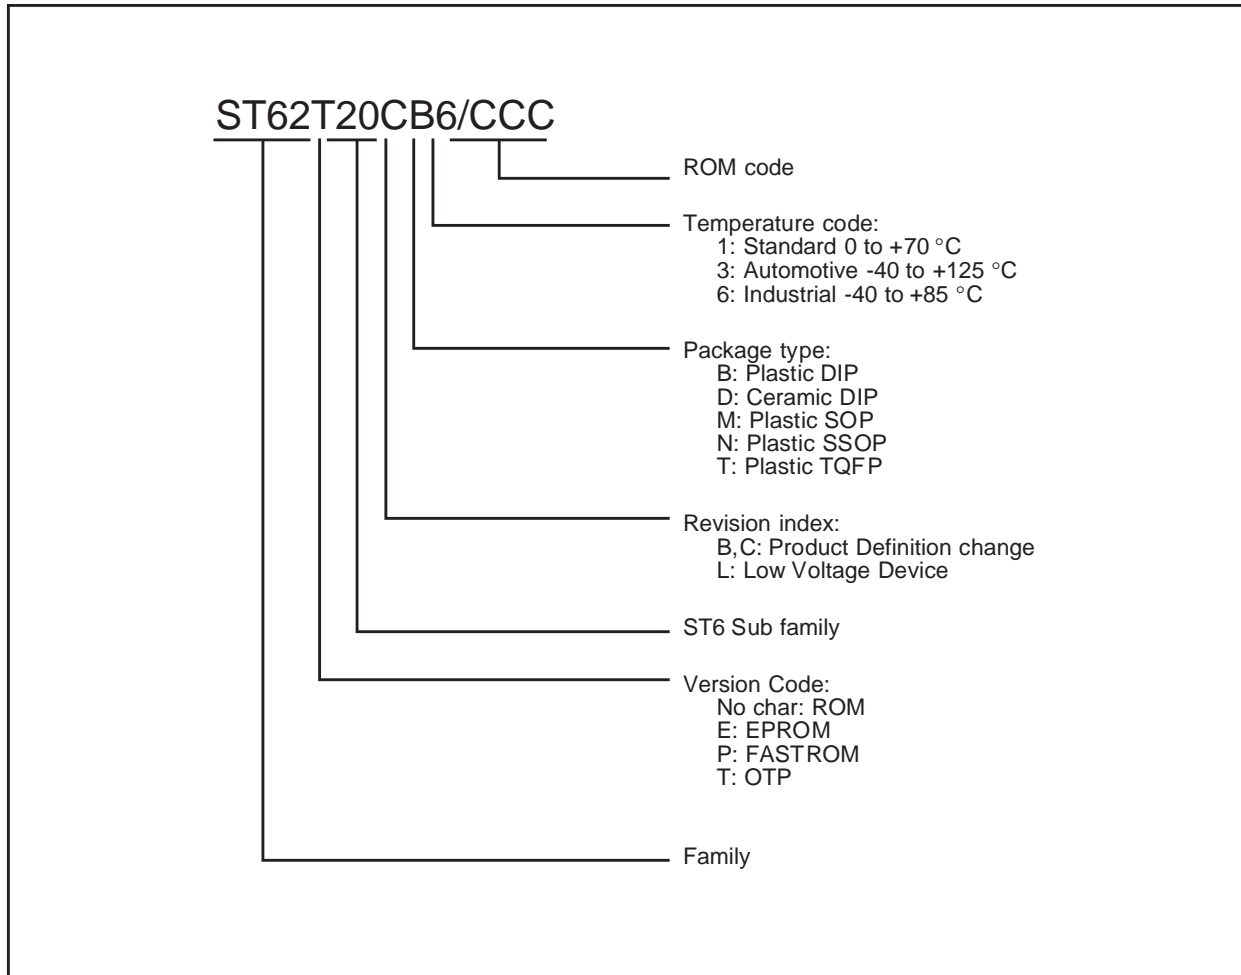 ST62T20CB6/CCC
ROM code
Temperature code:
1: Standard 0 to +70 °C
3: Automotive -40 to +125 °C
6: Industrial -40 to +85 °C
Package type:
B: Plastic DIP
D: Ceramic DIP
M: Plastic SOP
N: Plastic SSOP
T: Plastic TQFP
Revision index:
B,C: Product Definition change
L: Low Voltage Device
ST6 Sub family
Version Code:
No char: ROM
E: EPROM
P: FASTROM
T: OTP
Family